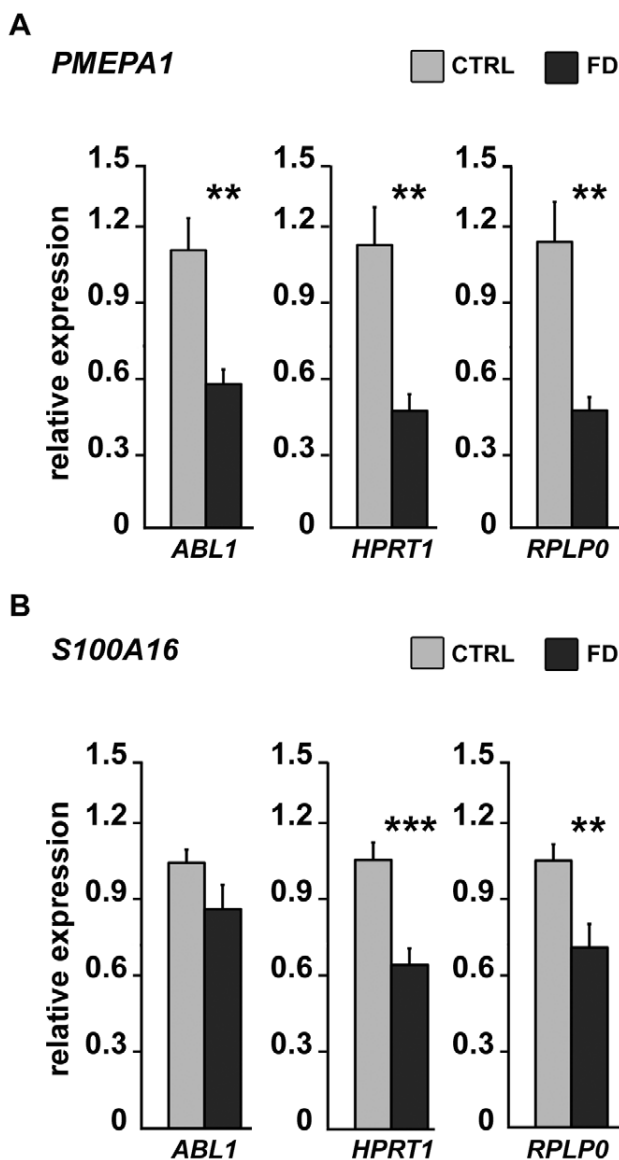 A
PMEPA1
CTRL FD
relative expression
1.5 1.5 1.5
** ** **
1.2 1.2 1.2
0.9 0.9 0.9
0.6 0.6 0.6
0.3 0.3 0.3
0 0 0
ABL1 HPRT1 RPLP0
B
S100A16
CTRL FD
relative expression
1.5 1.5 1.5
1.2 1.2 1.2
*** **
0.9 0.9 0.9
0.6 0.6 0.6
0.3 0.3 0.3
0 0 0
ABL1 HPRT1 RPLP0